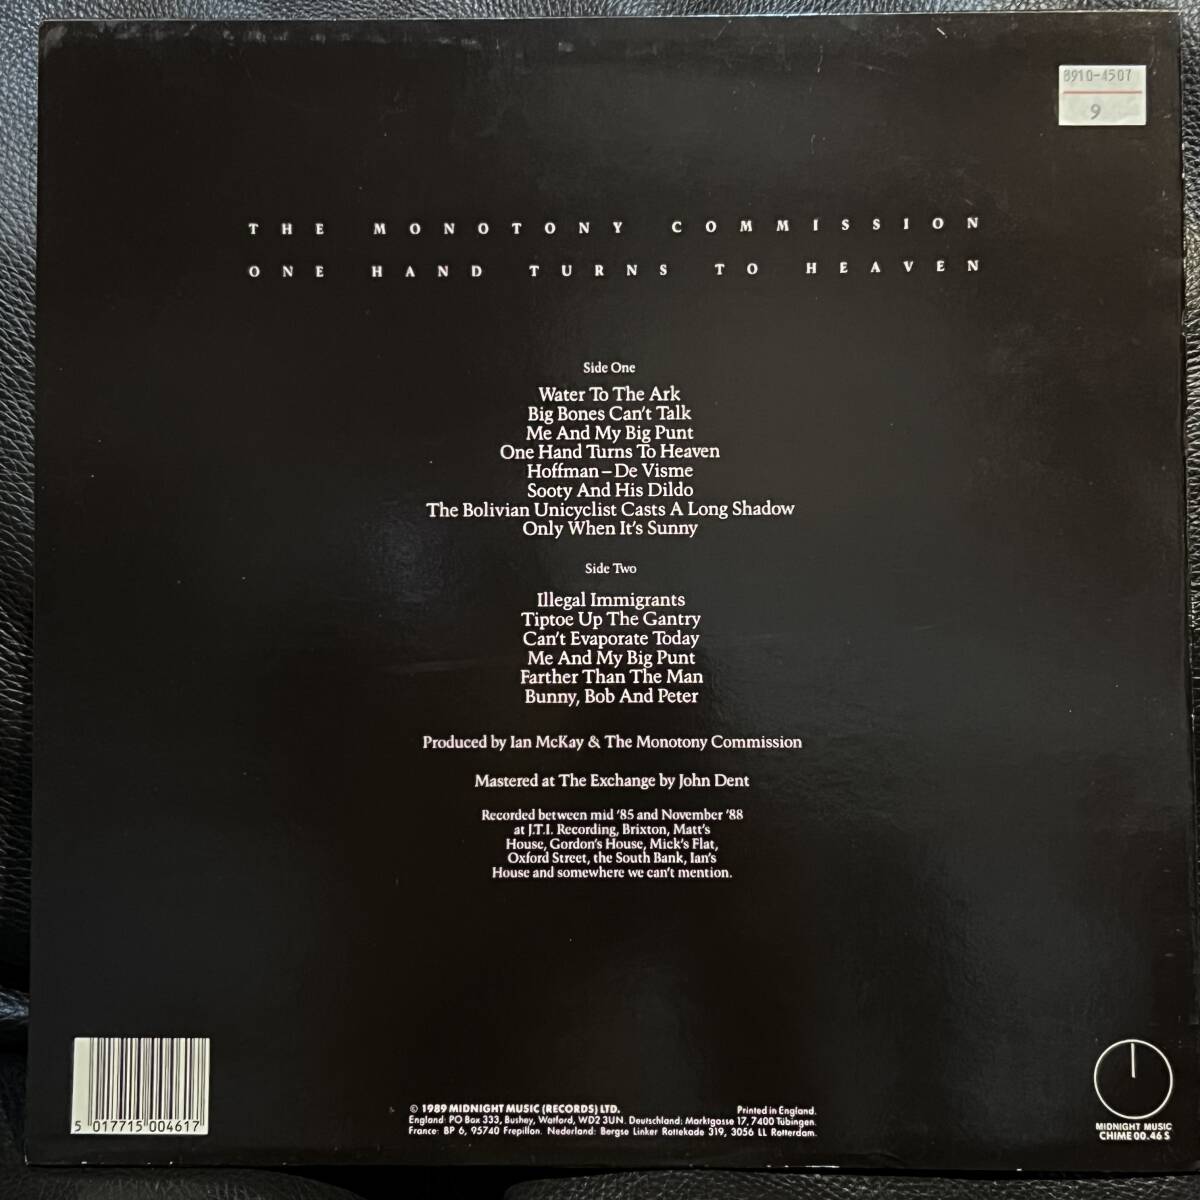 8910-4507
9
THE MONOTONY COMMISSION
ONE HAND TURNS TO HEAVEN
Side One
Water To The Ark
Big Bones Can't Talk
Me And My Big Punt
One Hand Turns To Heaven
Hoffman – De Visme
Sooty And His Dildo
The Bolivian Unicyclist Casts A Long Shadow
Only When It's Sunny
Side Two
Illegal Immigrants
Tiptoe Up The Gantry
Can't Evaporate Today
Me And My Big Punt
Farther Than The Man
Bunny, Bob And Peter
Produced by Ian McKay & The Monotony Commission
Mastered at The Exchange by John Dent
Recorded between mid '85 and November '88
at J.T.I. Recording, Brixton, Matt's
House, Gordon's House, Mick's Flat,
Oxford Street, the South Bank, Ian's
House and somewhere we can't mention.
5 017715 004617
© 1989 MIDNIGHT MUSIC (RECORDS) LTD. Printed in England.
England: PO Box 333, Bushey, Watford, WD2 3UN. Deutschland: Marktgasse 17, 7400 Tübingen.
France: BP 6, 95740 Frepillon. Nederland: Bergse Linker Rottekade 319, 3056 LL Rotterdam.
MIDNIGHT MUSIC
CHIME 00.46 S